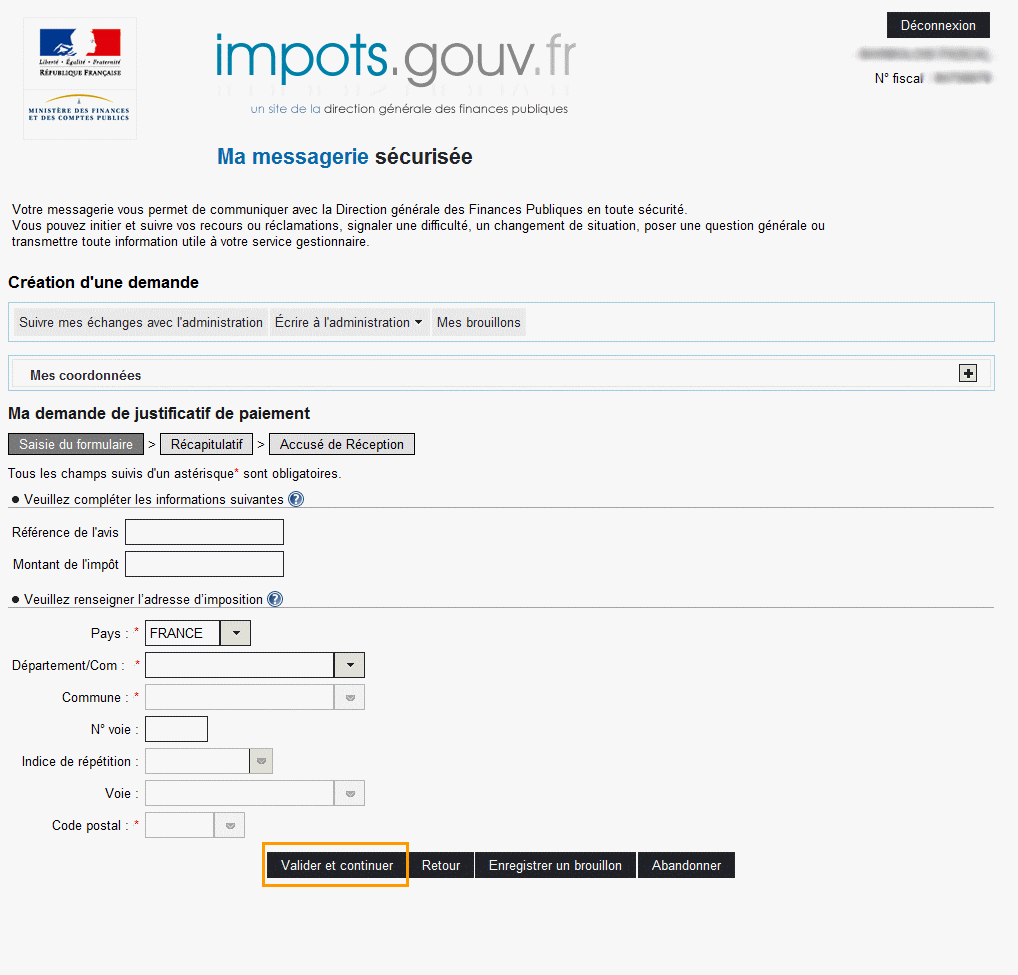 Déconnexion
N° fiscal
Liberté • Égalité • Fraternité
RÉPUBLIQUE FRANÇAISE
MINISTÈRE DES FINANCES
ET DES COMPTES PUBLICS
impots.gouv.fr
un site de la direction générale des finances publiques
Ma messagerie sécurisée
Votre messagerie vous permet de communiquer avec la Direction générale des Finances Publiques en toute sécurité.
Vous pouvez initier et suivre vos recours ou réclamations, signaler une difficulté, un changement de situation, poser une question générale ou
transmettre toute information utile à votre service gestionnaire.
Création d'une demande
Suivre mes échanges avec l'administration Écrire à l'administration Mes brouillons
Mes coordonnées
Ma demande de justificatif de paiement
Saisie du formulaire > Récapitulatif > Accusé de Réception
Tous les champs suivis d'un astérisque* sont obligatoires.
● Veuillez compléter les informations suivantes ?
Référence de l'avis
Montant de l'impôt
● Veuillez renseigner l'adresse d'imposition ?
Pays : * FRANCE
Département/Com : *
Commune : *
N° voie :
Indice de répétition :
Voie :
Code postal : *
Valider et continuer Retour Enregistrer un brouillon Abandonner